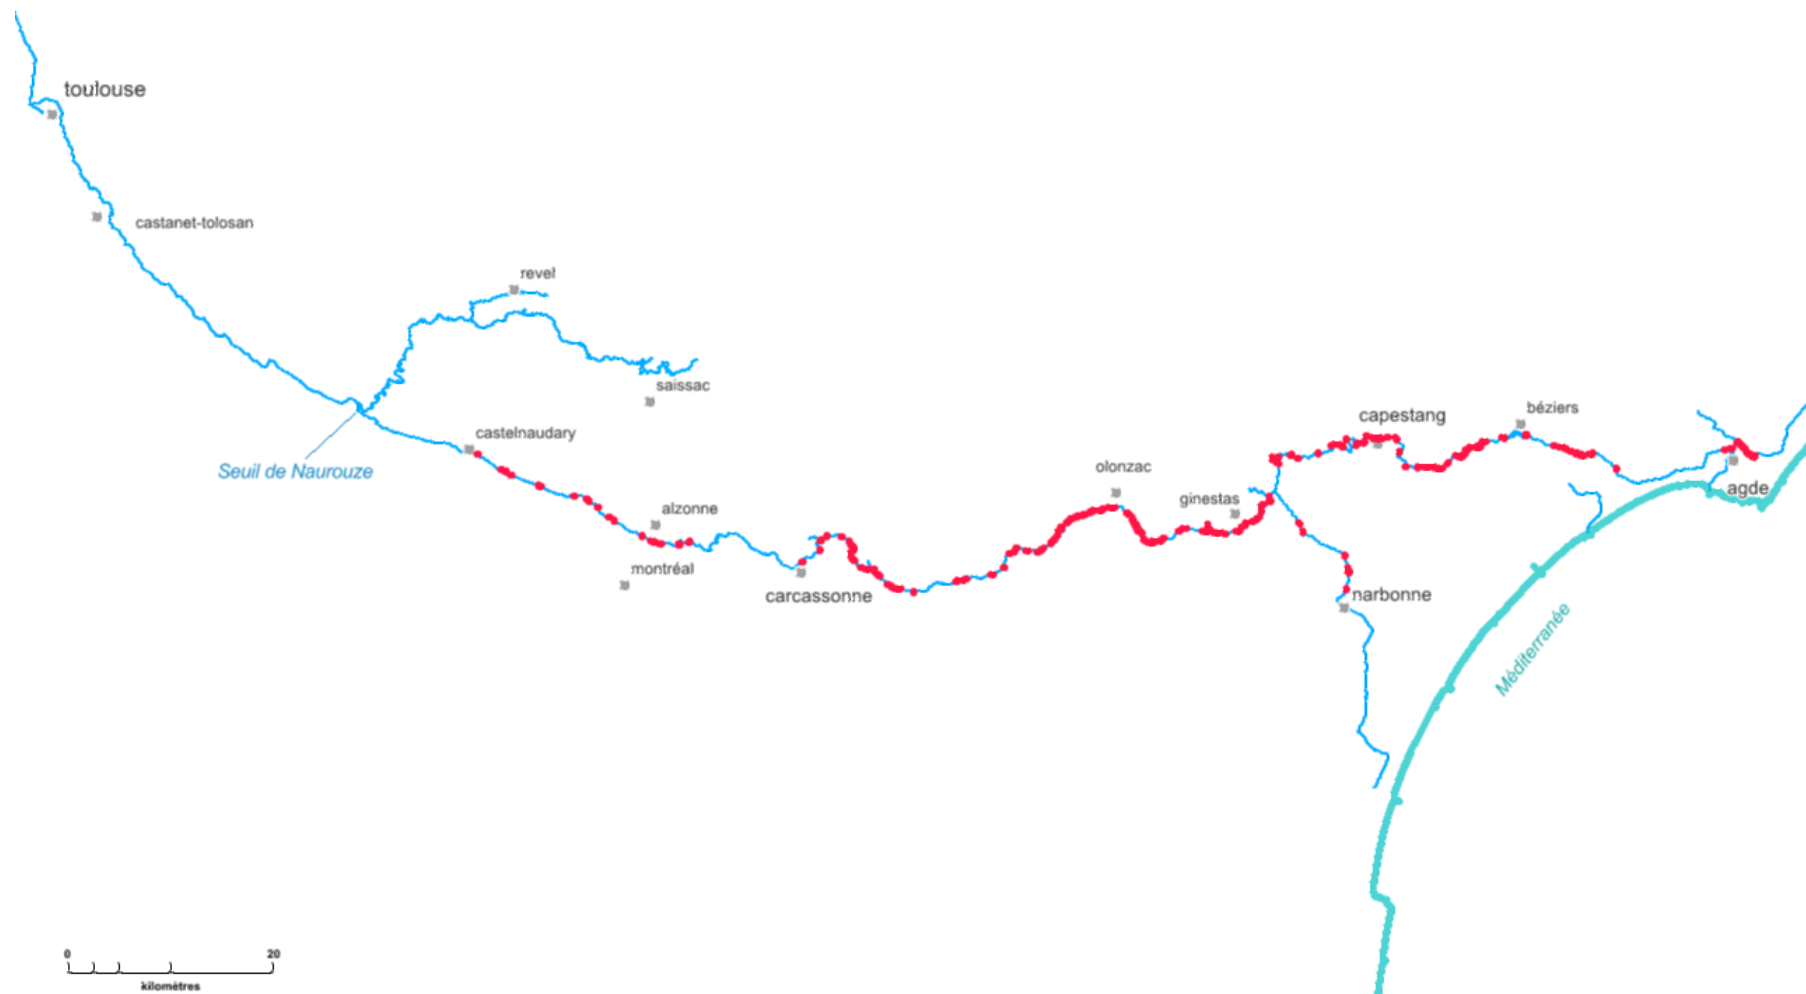 toulouse
castanet-tolosan
revel
saissac
castelnaudary
Seuil de Naurouze
alzonne
montréal
carcassonne
olonzac
ginestas
capestang
béziers
agde
narbonne
Méditerranée
0 20
kilomètres